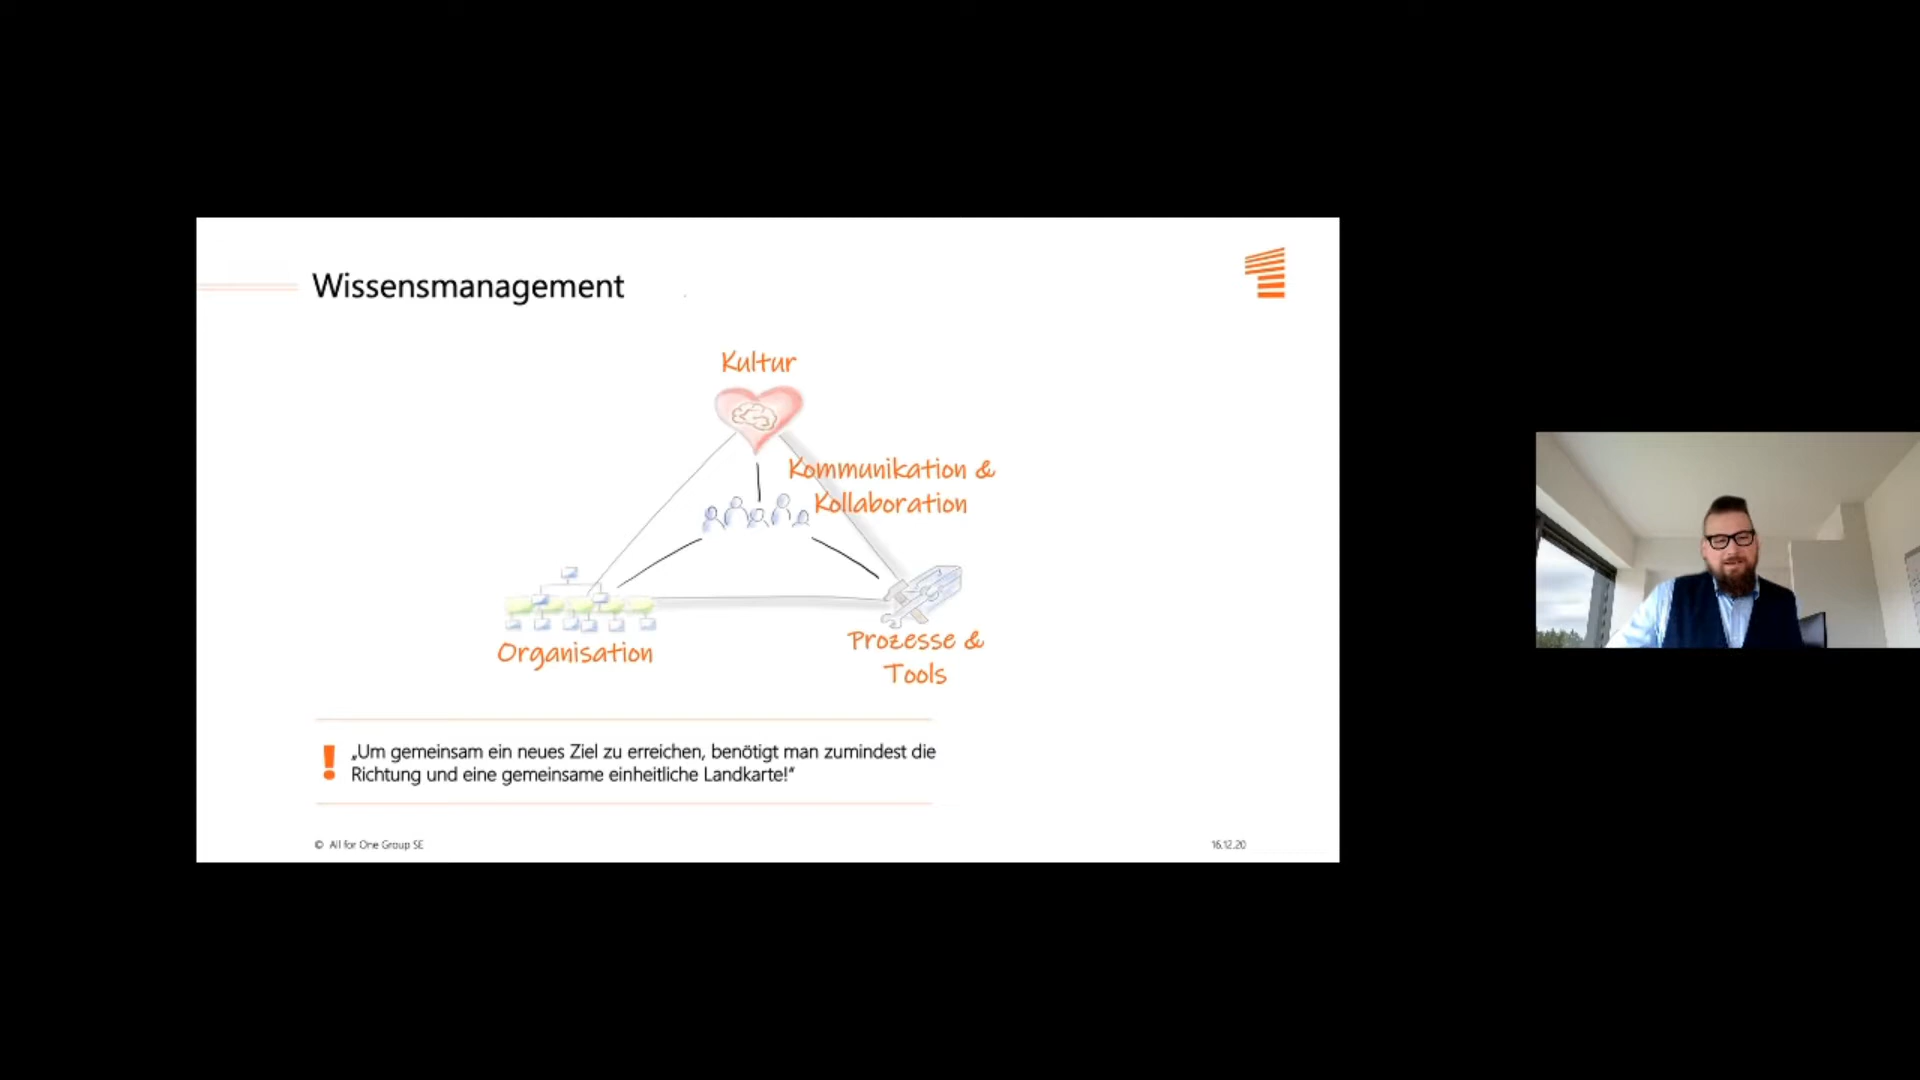 Wissensmanagement
Kultur
Kommunikation &
Kollaboration
Organisation
Prozesse &
Tools
„Um gemeinsam ein neues Ziel zu erreichen, benötigt man zumindest die
Richtung und eine gemeinsame einheitliche Landkarte!“
© All for One Group SE
16.12.20